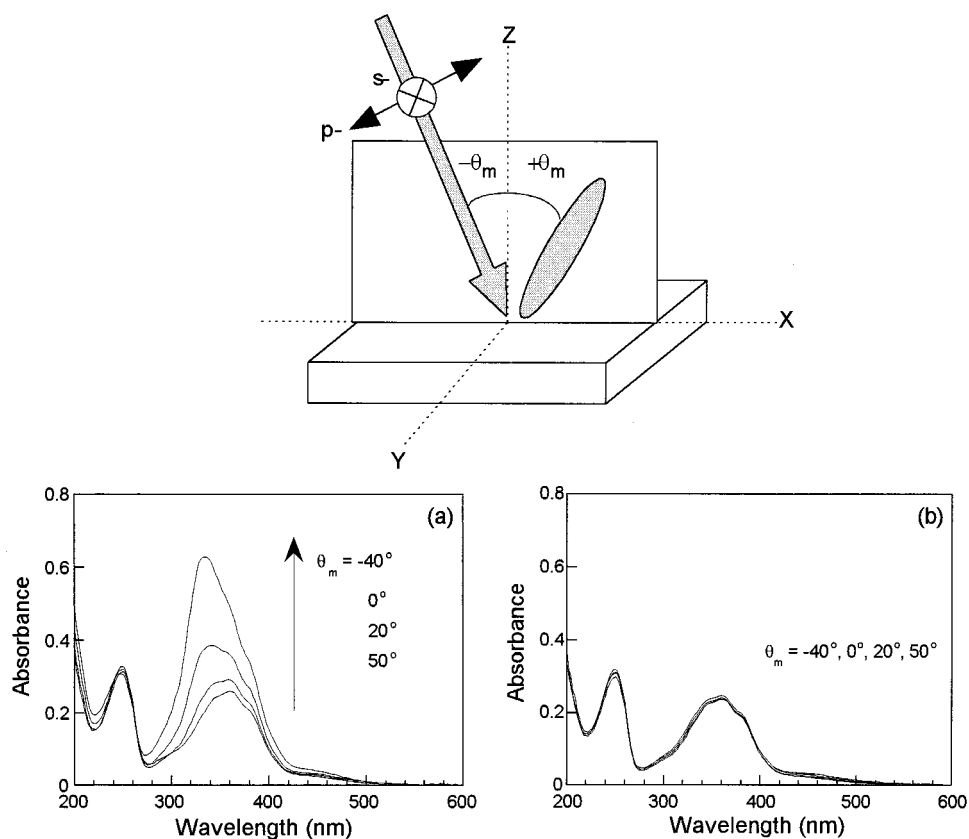 Z
s-
p-
−θm +θm
X
Y
(a)
0.8
0.6
0.4
0.2
0
Absorbance
θm = -40°
0°
20°
50°
200 300 400 500 600
Wavelength (nm)
(b)
0.8
0.6
0.4
0.2
0
Absorbance
θm = -40°, 0°, 20°, 50°
200 300 400 500 600
Wavelength (nm)